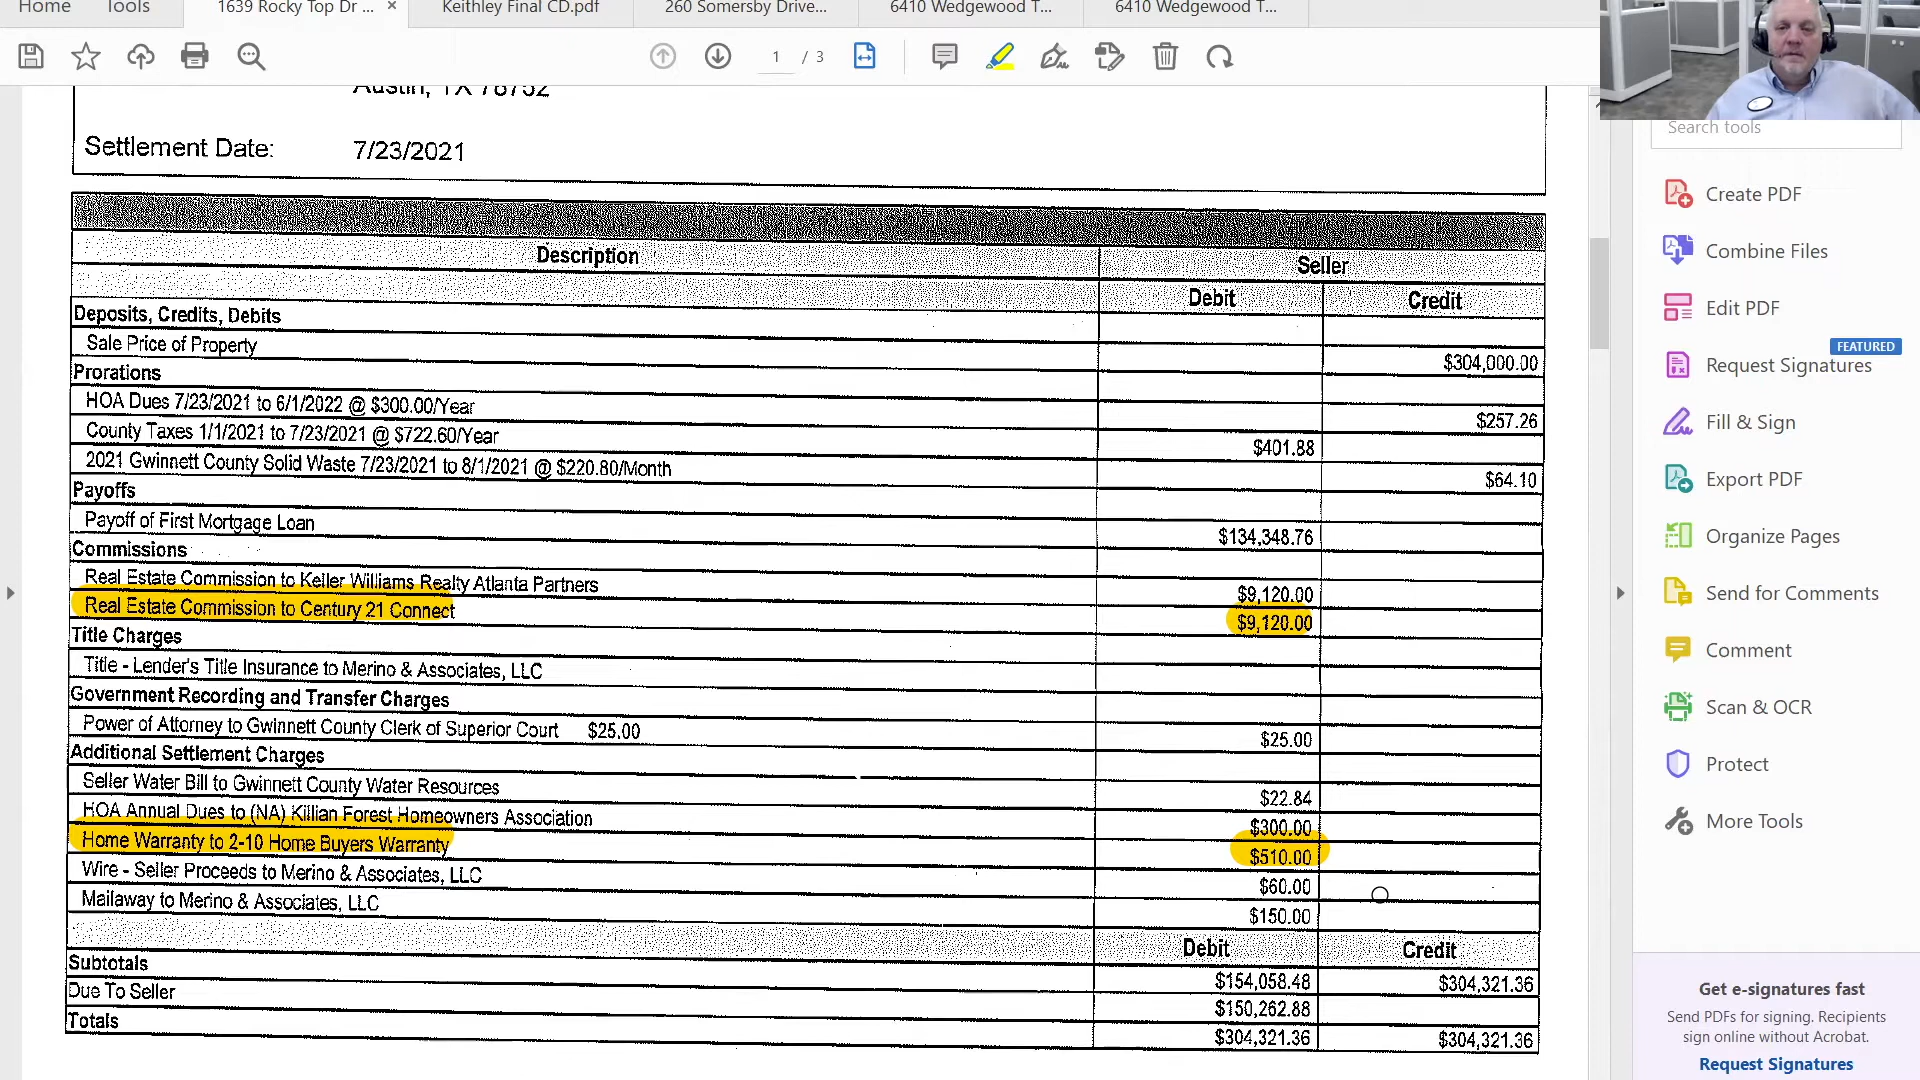 Home Tools 1639 Rocky Top Dr ... × Keithley Final CD.pdf 260 Somersby Drive... 6410 Wedgewood T... 6410 Wedgewood T...
1 / 3
Austin, TX 78752
Settlement Date: 7/23/2021
Description Seller
Debit Credit
Deposits, Credits, Debits
Sale Price of Property $304,000.00
Prorations
HOA Dues 7/23/2021 to 6/1/2022 @ $300.00/Year $257.26
County Taxes 1/1/2021 to 7/23/2021 @ $722.60/Year $401.88
2021 Gwinnett County Solid Waste 7/23/2021 to 8/1/2021 @ $220.80/Month $64.10
Payoffs
Payoff of First Mortgage Loan $134,348.76
Commissions
Real Estate Commission to Keller Williams Realty Atlanta Partners $9,120.00
Real Estate Commission to Century 21 Connect $9,120.00
Title Charges
Title - Lender's Title Insurance to Merino & Associates, LLC
Government Recording and Transfer Charges
Power of Attorney to Gwinnett County Clerk of Superior Court $25.00 $25.00
Additional Settlement Charges
Seller Water Bill to Gwinnett County Water Resources $22.84
HOA Annual Dues to (NA) Killian Forest Homeowners Association $300.00
Home Warranty to 2-10 Home Buyers Warranty $510.00
Wire - Seller Proceeds to Merino & Associates, LLC $60.00
Mailaway to Merino & Associates, LLC $150.00
Debit Credit
Subtotals $154,058.48 $304,321.36
Due To Seller $150,262.88
Totals $304,321.36 $304,321.36
Search tools
Create PDF
Combine Files
Edit PDF
FEATURED
Request Signatures
Fill & Sign
Export PDF
Organize Pages
Send for Comments
Comment
Scan & OCR
Protect
More Tools
Get e-signatures fast
Send PDFs for signing. Recipients
sign online without Acrobat.
Request Signatures